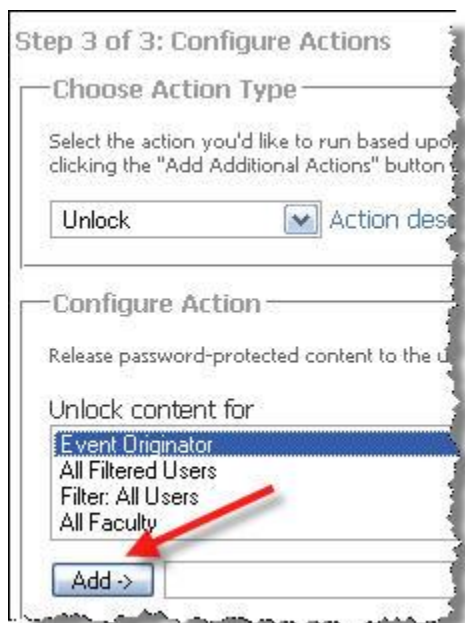 Step 3 of 3: Configure Actions
Choose Action Type
Select the action you'd like to run based upo
clicking the "Add Additional Actions" button
Unlock
Action des
Configure Action
Release password-protected content to the u
Unlock content for
Event Originator
All Filtered Users
Filter: All Users
All Faculty
Add ->